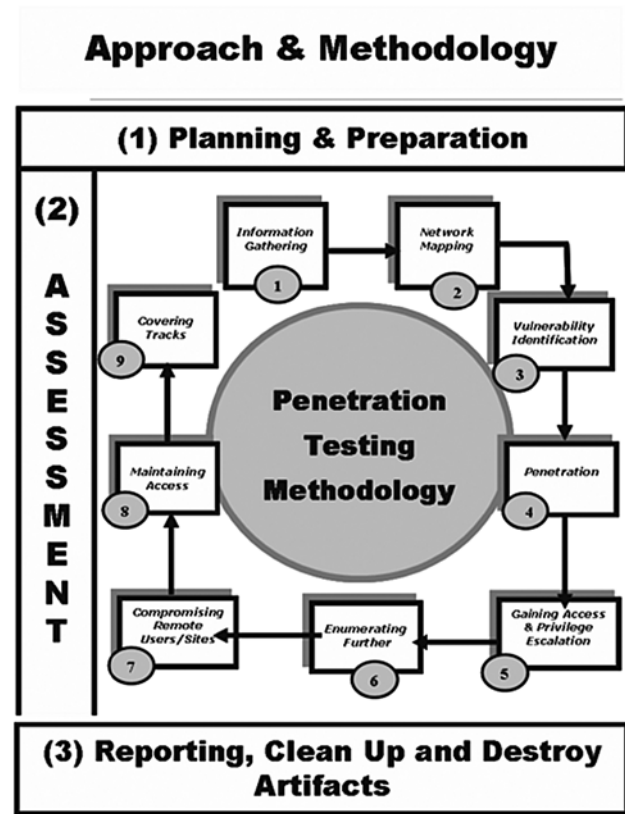 Approach & Methodology
(1) Planning & Preparation
(2)
A
S
S
E
S
S
M
E
N
T
Information
Gathering
1
Network
Mapping
2
Vulnerability
Identification
3
Penetration
4
Gaining Access
& Privilege
Escalation
5
Enumerating
Further
6
Compromising
Remote
Users/Sites
7
Maintaining
Access
8
Covering
Tracks
9
Penetration
Testing
Methodology
(3) Reporting, Clean Up and Destroy
Artifacts